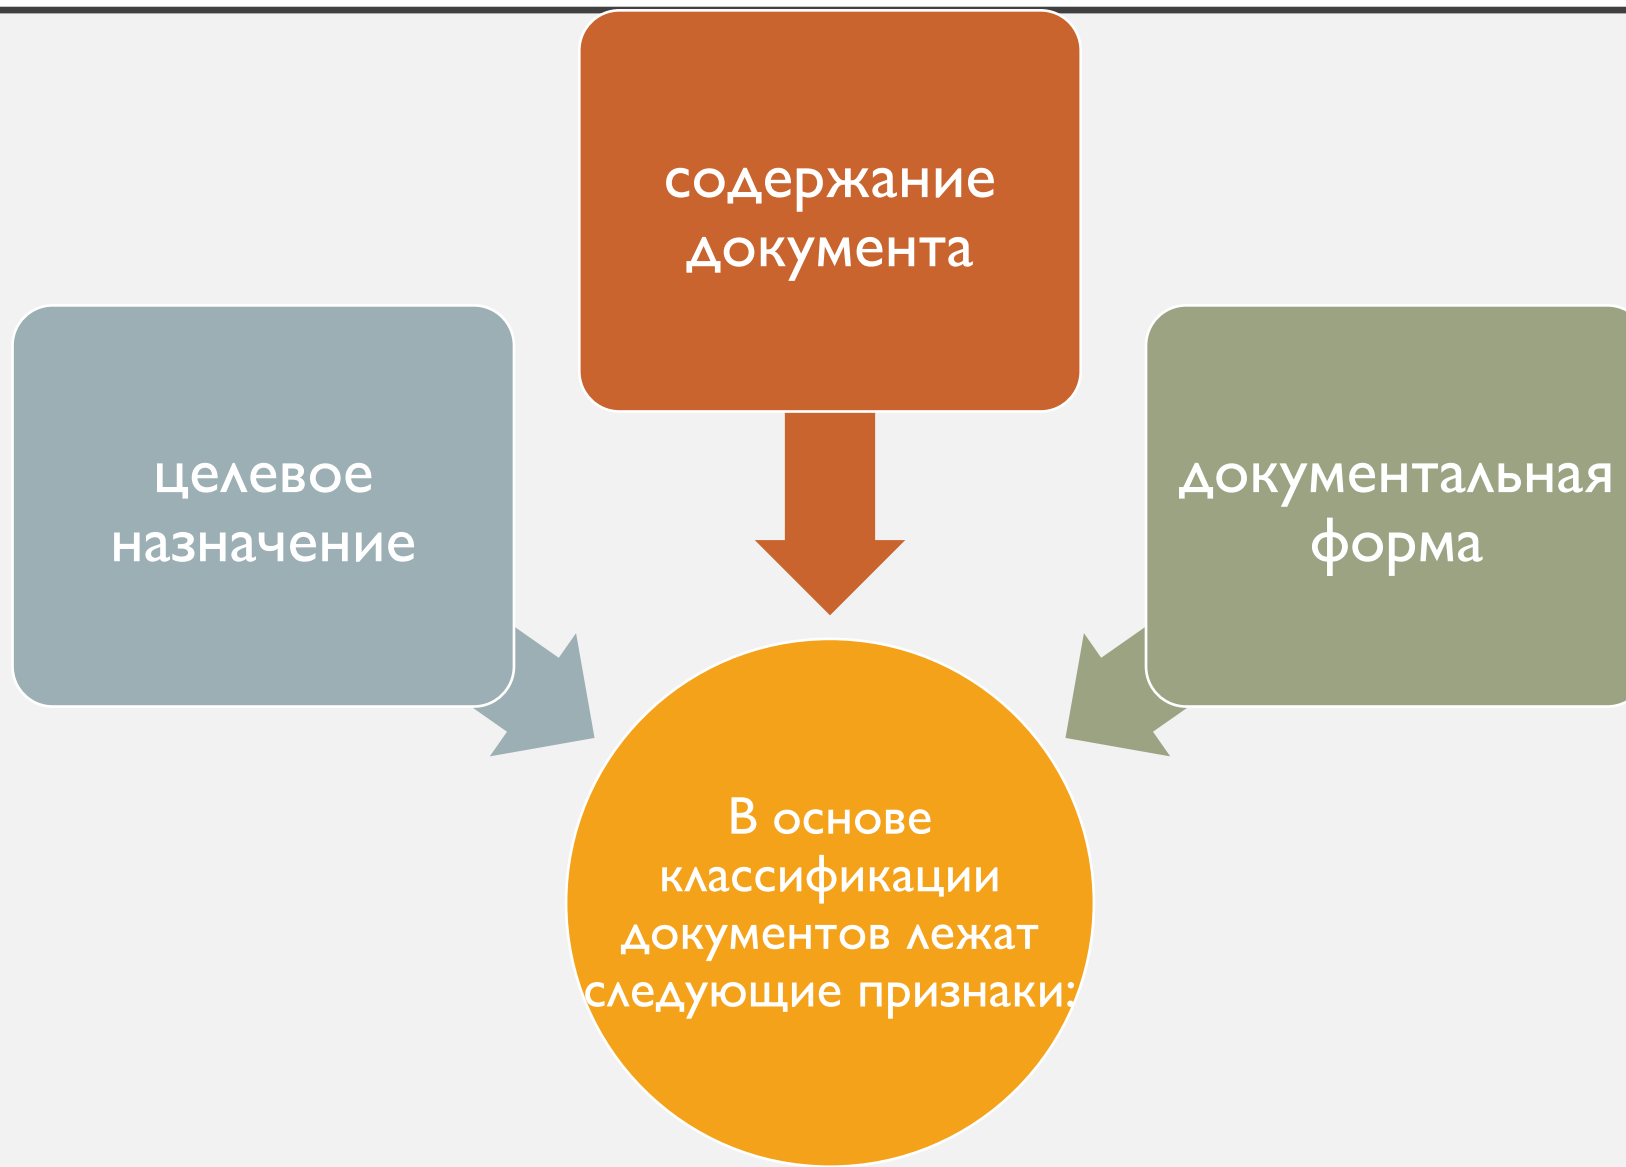 содержание
документа
целевое
назначение
документальная
форма
В основе
классификации
документов лежат
следующие признаки: